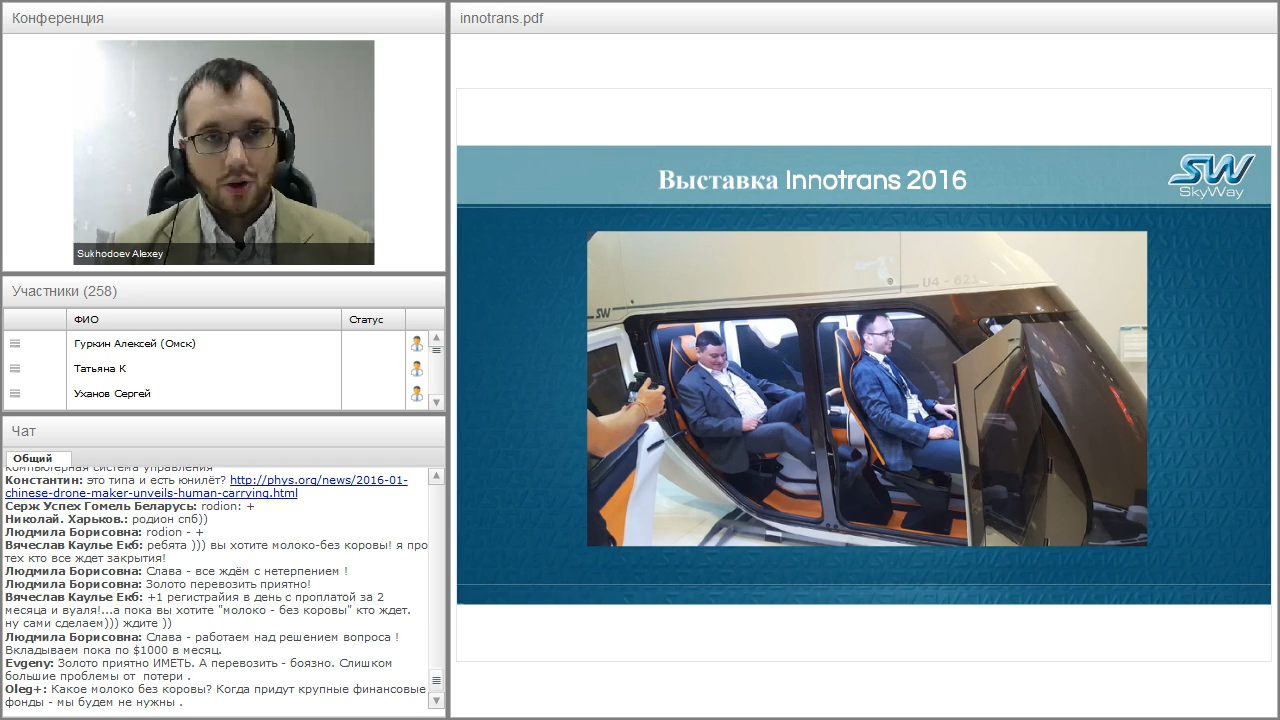 Конференция
Sukhodoev Alexey
Участники (258)
ФИО Статус
Гуркин Алексей (Омск)
Татьяна К
Уханов Сергей
Чат
Общий
компьютерная система управления
Константин: это типа и есть юнилёт? http://phys.org/news/2016-01-
chinese-drone-maker-unveils-human-carrying.html
Серж Успех Гомель Беларусь: rodion: +
Николай. Харьков.: родион спб))
Людмила Борисовна: rodion - +
Вячеслав Каулье Екб: ребята ))) вы хотите молоко-без коровы! я про
тех кто все ждет закрытия!
Людмила Борисовна: Слава - все ждём с нетерпением !
Людмила Борисовна: Золото перевозить приятно!
Вячеслав Каулье Екб: +1 регистрайия в день с проплатой за 2
месяца и вуаля!...а пока вы хотите "молоко - без коровы" кто ждет.
ну сами сделаем))) ждите ))
Людмила Борисовна: Слава - работаем над решением вопроса !
Вкладываем пока по $1000 в месяц.
Evgeny: Золото приятно ИМЕТЬ. А перевозить - боязно. Слишком
большие проблемы от потери .
Oleg+: Какое молоко без коровы? Когда придут крупные финансовые
фонды - мы будем не нужны .
innotrans.pdf
Выставка Innotrans 2016
SW
SkyWay
U4 - 621
SW